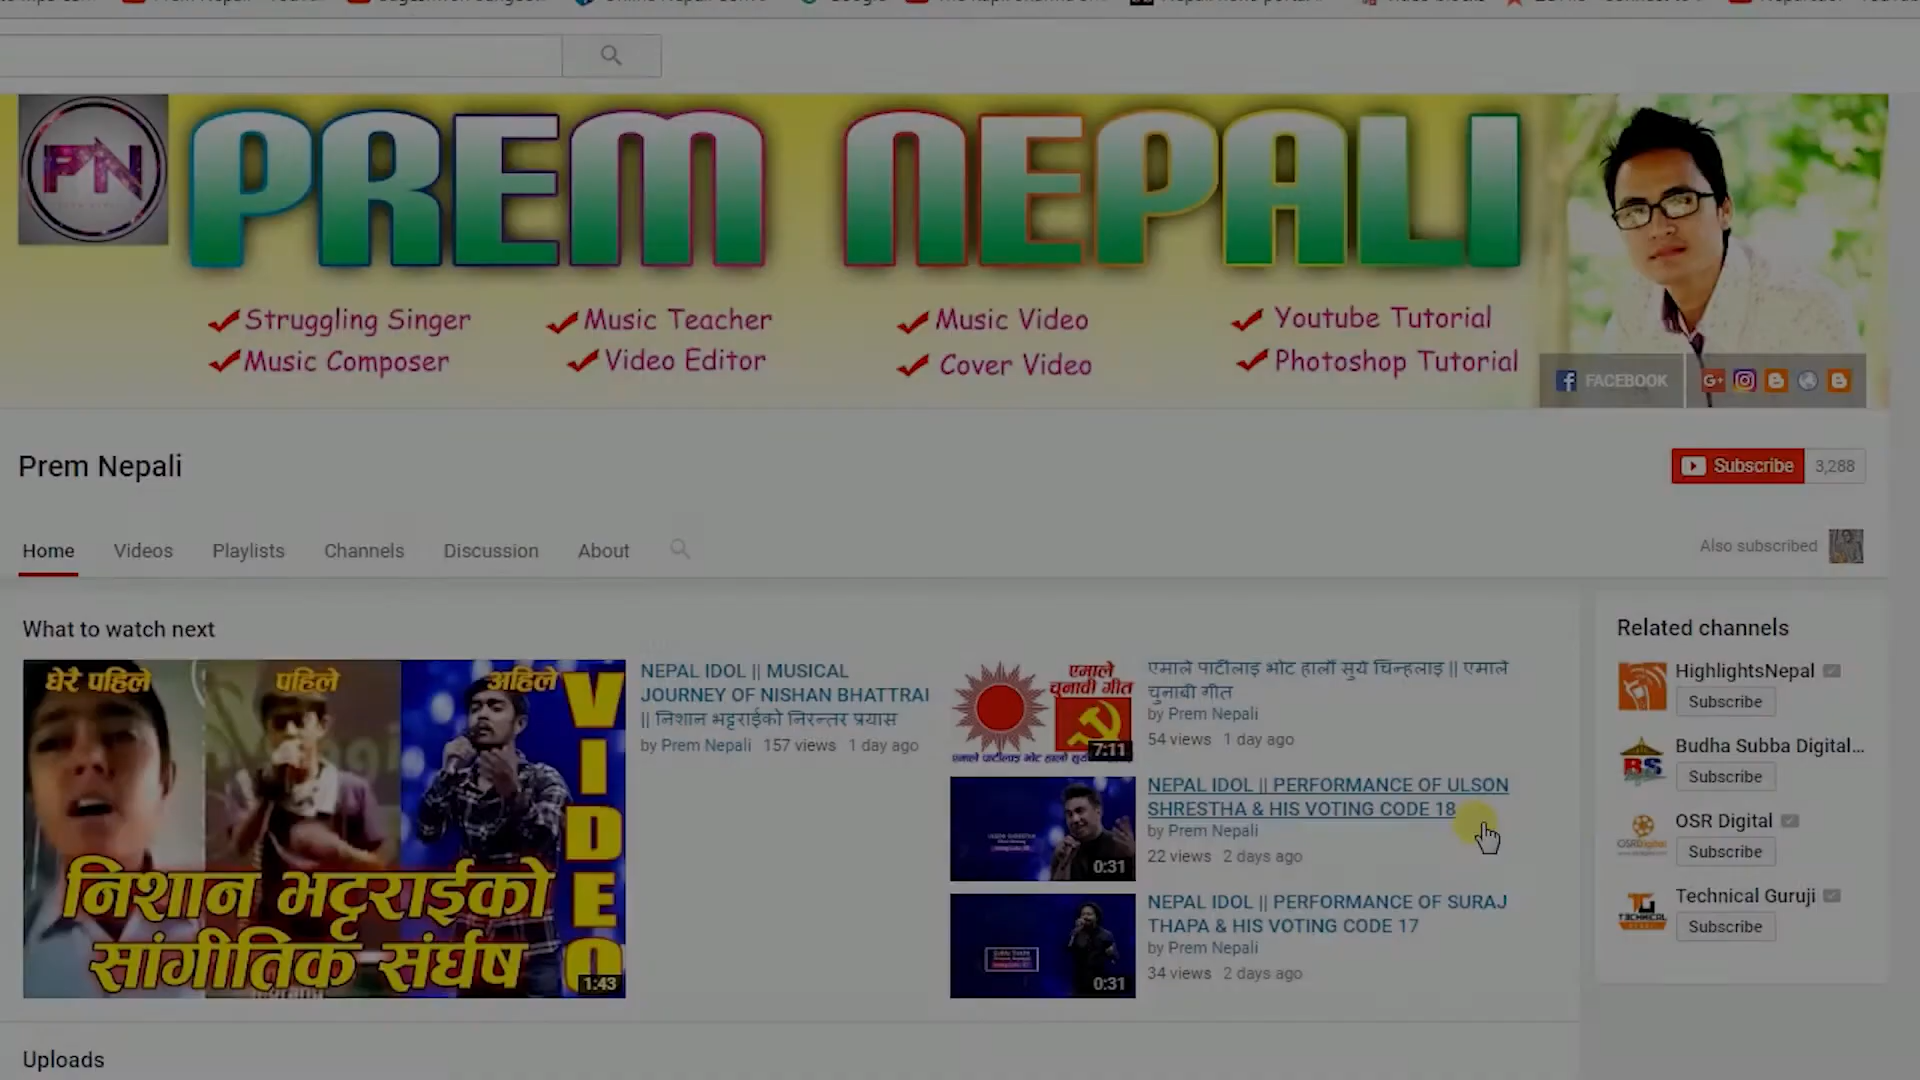 PREM NEPALI
PN
Struggling Singer
Music Teacher
Music Video
Youtube Tutorial
Music Composer
Video Editor
Cover Video
Photoshop Tutorial
FACEBOOK
Prem Nepali
Subscribe 3,288
Home Videos Playlists Channels Discussion About
Also subscribed
What to watch next
धेरै पहिले
पहिले
अहिले
VIDEO
निशान भट्टराईको
सांगीतिक संर्घष
1:43
NEPAL IDOL || MUSICAL
JOURNEY OF NISHAN BHATTRAI
|| निशान भट्टराईको निरन्तर प्रयास
by Prem Nepali 157 views 1 day ago
एमाले
चुनावी गीत
7:11
एमाले पार्टीलाइ भोट हालौं सुर्य चिन्हलाइ || एमाले
चुनावी गीत
by Prem Nepali
54 views 1 day ago
0:31
NEPAL IDOL || PERFORMANCE OF ULSON
SHRESTHA & HIS VOTING CODE 18
by Prem Nepali
22 views 2 days ago
0:31
NEPAL IDOL || PERFORMANCE OF SURAJ
THAPA & HIS VOTING CODE 17
by Prem Nepali
34 views 2 days ago
Related channels
HighlightsNepal
Subscribe
Budha Subba Digital...
Subscribe
OSR Digital
Subscribe
Technical Guruji
Subscribe
Uploads